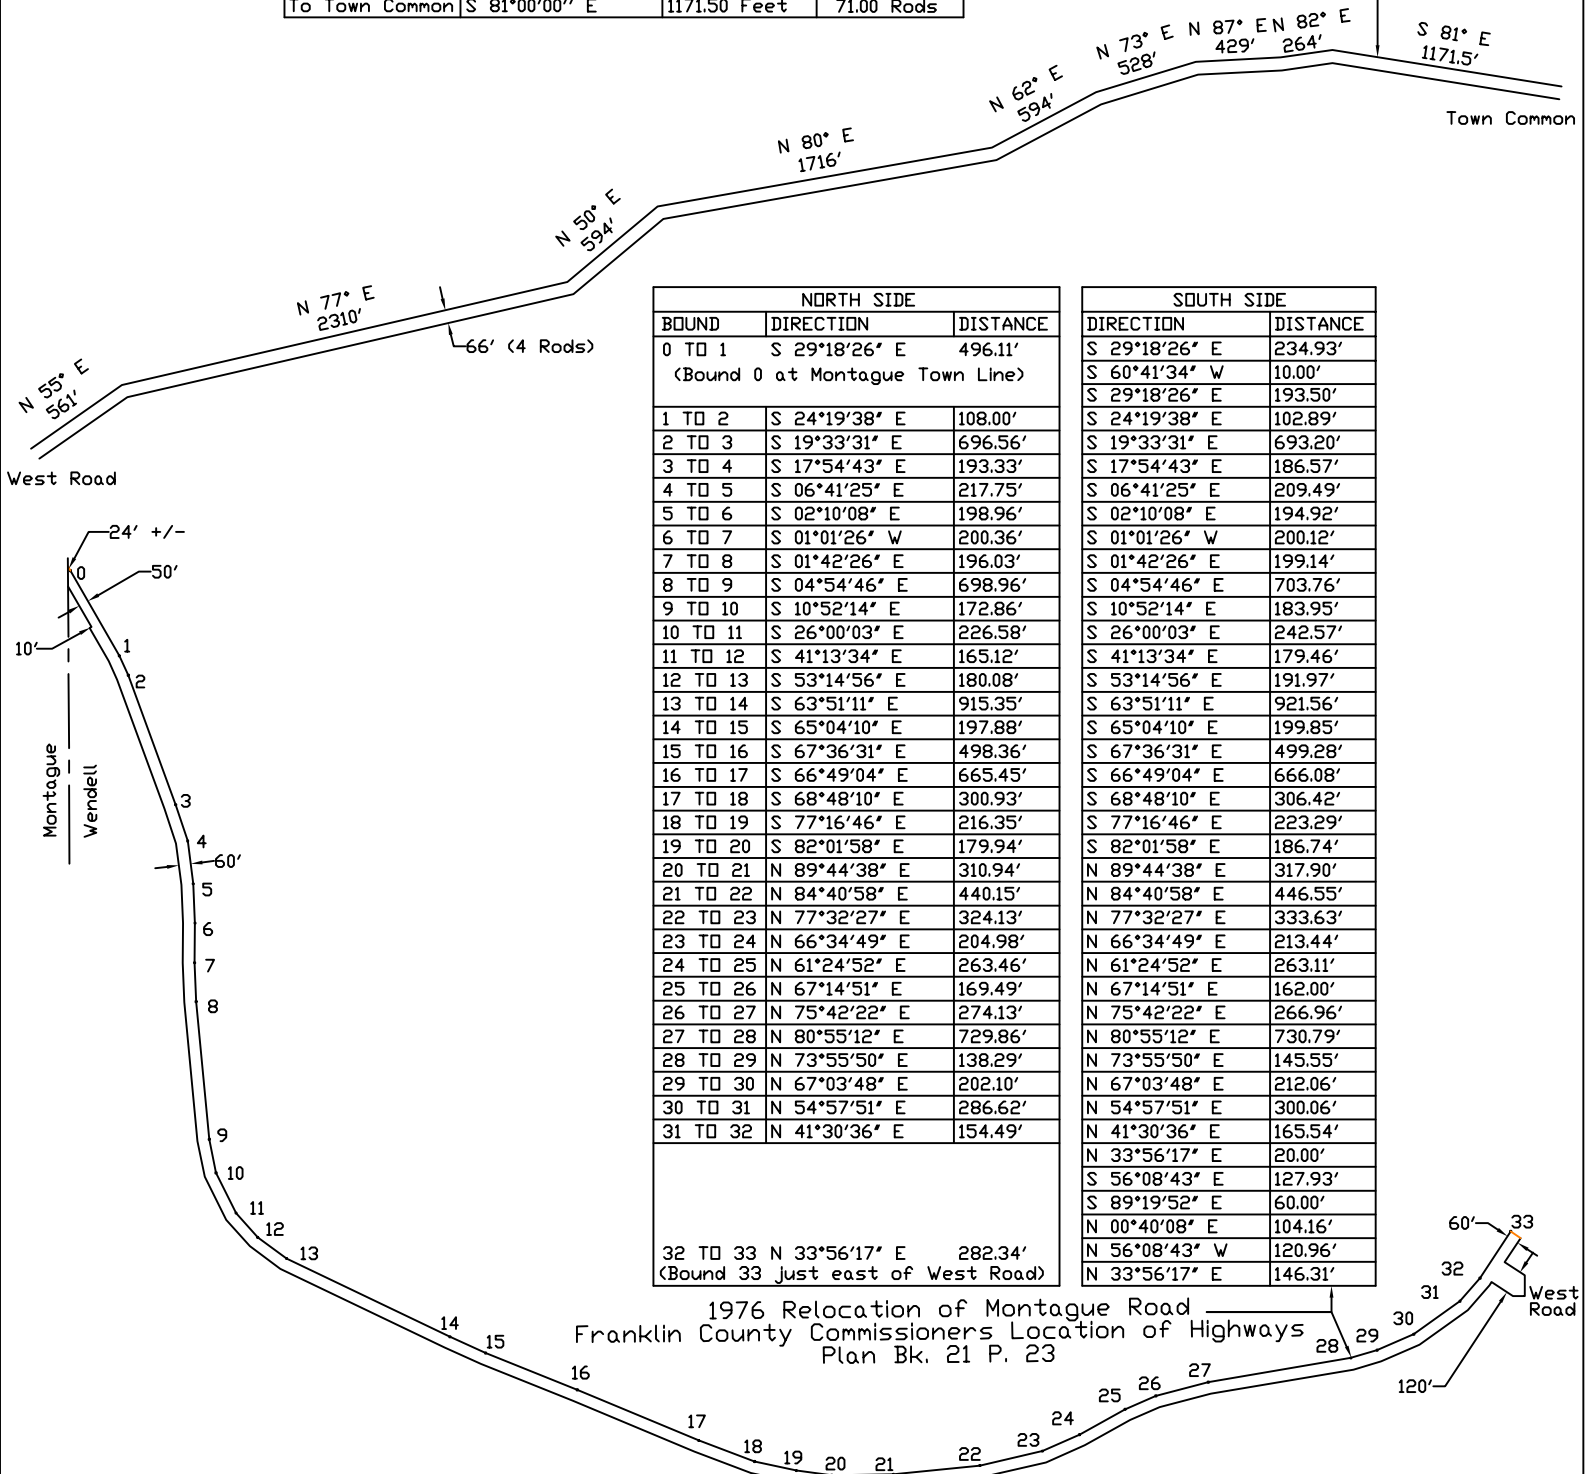 To Town Common S 81°00'00'' E 1171.50 Feet 71.00 Rods
N 73° E
528'
N 87° E
429'
N 82° E
264'
S 81° E
1171.5'
N 62° E
594'
Town Common
N 80° E
1716'
N 50° E
594'
N 77° E
2310'
66' (4 Rods)
N 55° E
561'
West Road
24' +/-
0
50'
10'
1
2
Montague
Wendell
3
4
60'
5
6
7
8
9
10
11
12
13
14
15
16
17
18
19
20
21
22
23
24
25
26
27
28
29
30
31
32
60'
33
West
Road
120'
NORTH SIDE
BOUND DIRECTION DISTANCE
0 TO 1 S 29°18'26" E 496.11'
(Bound 0 at Montague Town Line)
1 TO 2 S 24°19'38" E 108.00'
2 TO 3 S 19°33'31" E 696.56'
3 TO 4 S 17°54'43" E 193.33'
4 TO 5 S 06°41'25" E 217.75'
5 TO 6 S 02°10'08" E 198.96'
6 TO 7 S 01°01'26" W 200.36'
7 TO 8 S 01°42'26" E 196.03'
8 TO 9 S 04°54'46" E 698.96'
9 TO 10 S 10°52'14" E 172.86'
10 TO 11 S 26°00'03" E 226.58'
11 TO 12 S 41°13'34" E 165.12'
12 TO 13 S 53°14'56" E 180.08'
13 TO 14 S 63°51'11" E 915.35'
14 TO 15 S 65°04'10" E 197.88'
15 TO 16 S 67°36'31" E 498.36'
16 TO 17 S 66°49'04" E 665.45'
17 TO 18 S 68°48'10" E 300.93'
18 TO 19 S 77°16'46" E 216.35'
19 TO 20 S 82°01'58" E 179.94'
20 TO 21 N 89°44'38" E 310.94'
21 TO 22 N 84°40'58" E 440.15'
22 TO 23 N 77°32'27" E 324.13'
23 TO 24 N 66°34'49" E 204.98'
24 TO 25 N 61°24'52" E 263.46'
25 TO 26 N 67°14'51" E 169.49'
26 TO 27 N 75°42'22" E 274.13'
27 TO 28 N 80°55'12" E 729.86'
28 TO 29 N 73°55'50" E 138.29'
29 TO 30 N 67°03'48" E 202.10'
30 TO 31 N 54°57'51" E 286.62'
31 TO 32 N 41°30'36" E 154.49'
32 TO 33 N 33°56'17" E 282.34'
(Bound 33 just east of West Road)
SOUTH SIDE
DIRECTION DISTANCE
S 29°18'26" E 234.93'
S 60°41'34" W 10.00'
S 29°18'26" E 193.50'
S 24°19'38" E 102.89'
S 19°33'31" E 693.20'
S 17°54'43" E 186.57'
S 06°41'25" E 209.49'
S 02°10'08" E 194.92'
S 01°01'26" W 200.12'
S 01°42'26" E 199.14'
S 04°54'46" E 703.76'
S 10°52'14" E 183.95'
S 26°00'03" E 242.57'
S 41°13'34" E 179.46'
S 53°14'56" E 191.97'
S 63°51'11" E 921.56'
S 65°04'10" E 199.85'
S 67°36'31" E 499.28'
S 66°49'04" E 666.08'
S 68°48'10" E 306.42'
S 77°16'46" E 223.29'
S 82°01'58" E 186.74'
N 89°44'38" E 317.90'
N 84°40'58" E 446.55'
N 77°32'27" E 333.63'
N 66°34'49" E 213.44'
N 61°24'52" E 263.11'
N 67°14'51" E 162.00'
N 75°42'22" E 266.96'
N 80°55'12" E 730.79'
N 73°55'50" E 145.55'
N 67°03'48" E 212.06'
N 54°57'51" E 300.06'
N 41°30'36" E 165.54'
N 33°56'17" E 20.00'
S 56°08'43" E 127.93'
S 89°19'52" E 60.00'
N 00°40'08" E 104.16'
N 56°08'43" W 120.96'
N 33°56'17" E 146.31'
1976 Relocation of Montague Road
Franklin County Commissioners Location of Highways
Plan Bk. 21 P. 23